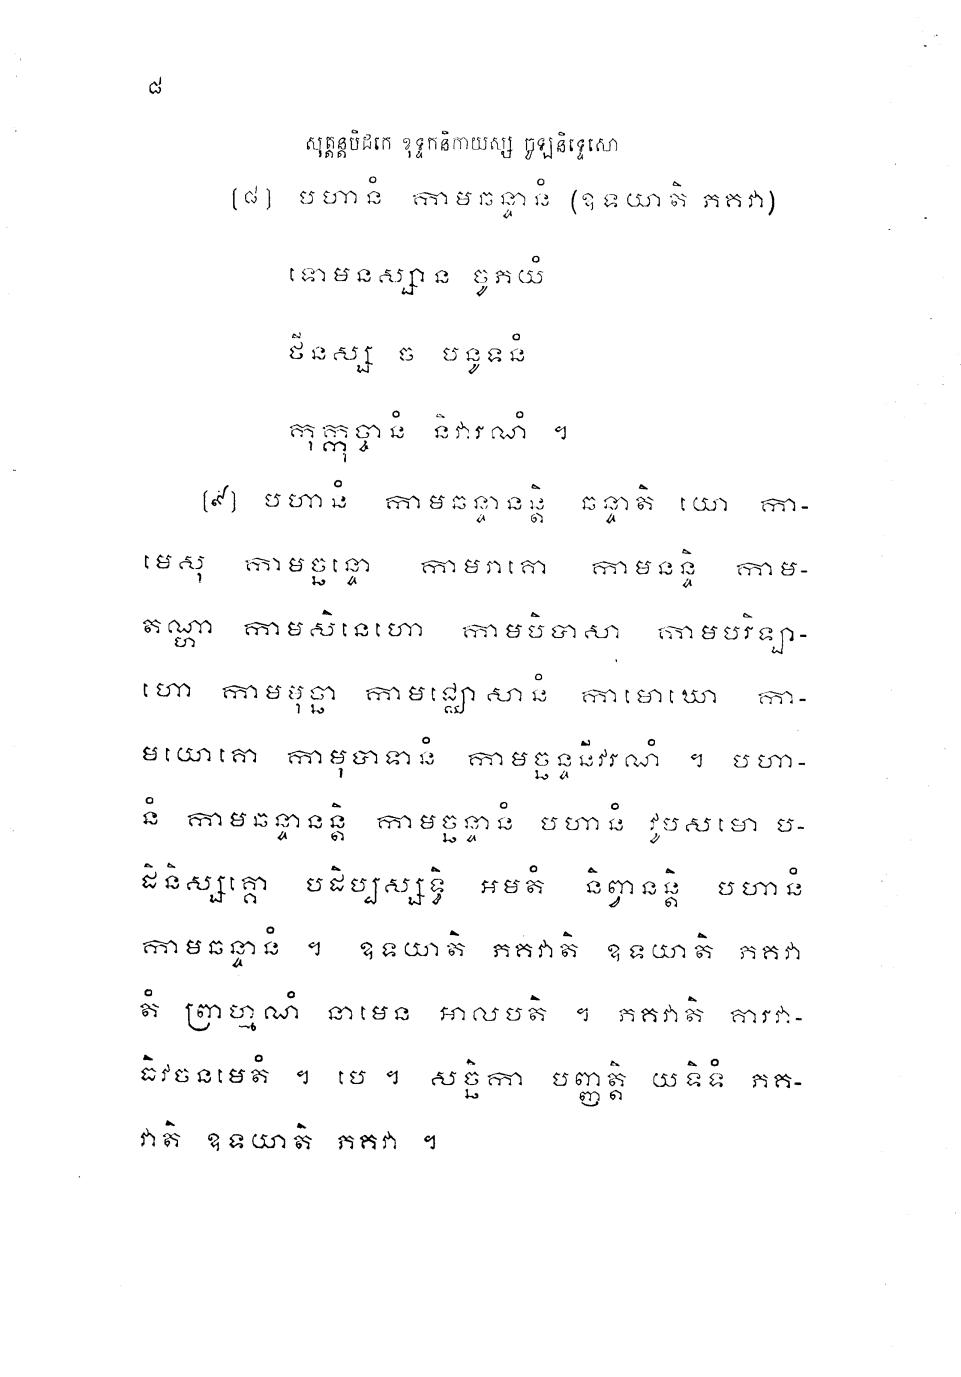 ៨
សុត្តន្តបិដកេ ខុទ្ទកនិកាយស្ស ចូឡនិទ្ទេសោ
(៨) បហានំ កាមឆន្ទានំ (ឧទយាតិ ភគវា)
ទោមនស្សាន ចូភយំ
ថីនស្ស ច បនូទនំ
កុក្កុច្ចានំ និវារណំ ។
(៩) បហានំ កាមឆន្ទានន្តិ ឆន្ទាតិ យោ កា-
មេសុ កាមច្ឆន្ទោ កាមរាគោ កាមនន្ទិ កាម-
តណ្ហា កាមសិនេហោ កាមបិបាសា កាមបរិឡា-
ហោ កាមមុច្ឆា កាមជ្ឈោសានំ កាមោឃោ កា-
មយោគោ កាមុបាទានំ កាមច្ឆន្ទនីវរណំ ។ បហា-
នំ កាមឆន្ទានន្តិ កាមច្ឆន្ទានំ បហានំ វូបសមោ ប-
ដិនិស្សគ្គោ បដិប្បស្សទ្ធិ អមតំ និព្វានន្តិ បហានំ
កាមឆន្ទានំ ។ ឧទយាតិ ភគវាតិ ឧទយាតិ ភគវា
តំ ព្រាហ្មណំ នាមេន អាលបតិ ។ ភគវាតិ គារវា-
ធិវចនមេតំ ។ បេ ។ សច្ឆិកា បញ្ញត្តិ យទិទំ ភគ-
វាតិ ឧទយាតិ ភគវា ។